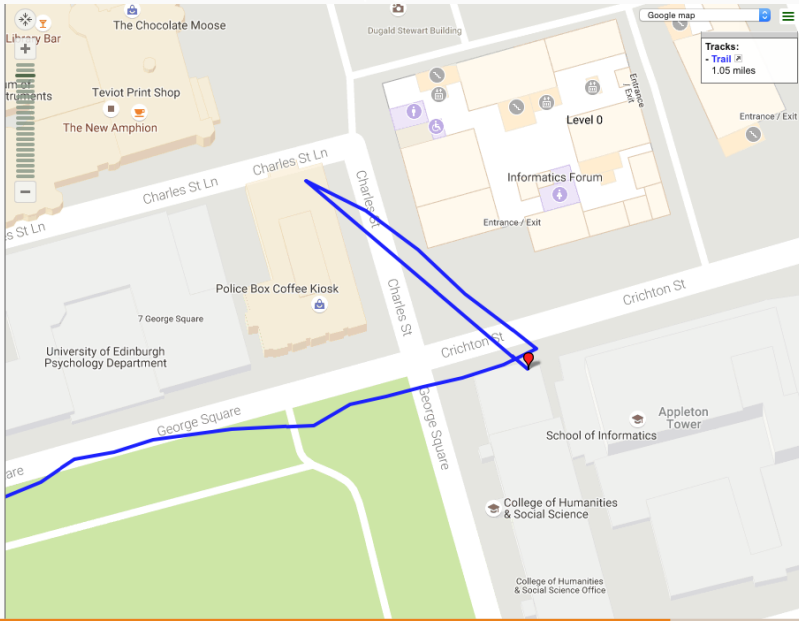 The Chocolate Moose
Library Bar
Google map
Dugald Stewart Building
Tracks:
- Trail
1.05 miles
Teviot Print Shop
The New Amphion
Entrance
/ Exit
Level 0
Entrance / Exit
Charles St Ln
Charles St Ln
Charles St
Informatics Forum
Entrance / Exit
Charles St
Police Box Coffee Kiosk
Crichton St
7 George Square
Crichton St
University of Edinburgh
Psychology Department
George Square
George Square
School of Informatics
Appleton
Tower
College of Humanities
& Social Science
College of Humanities
& Social Science Office